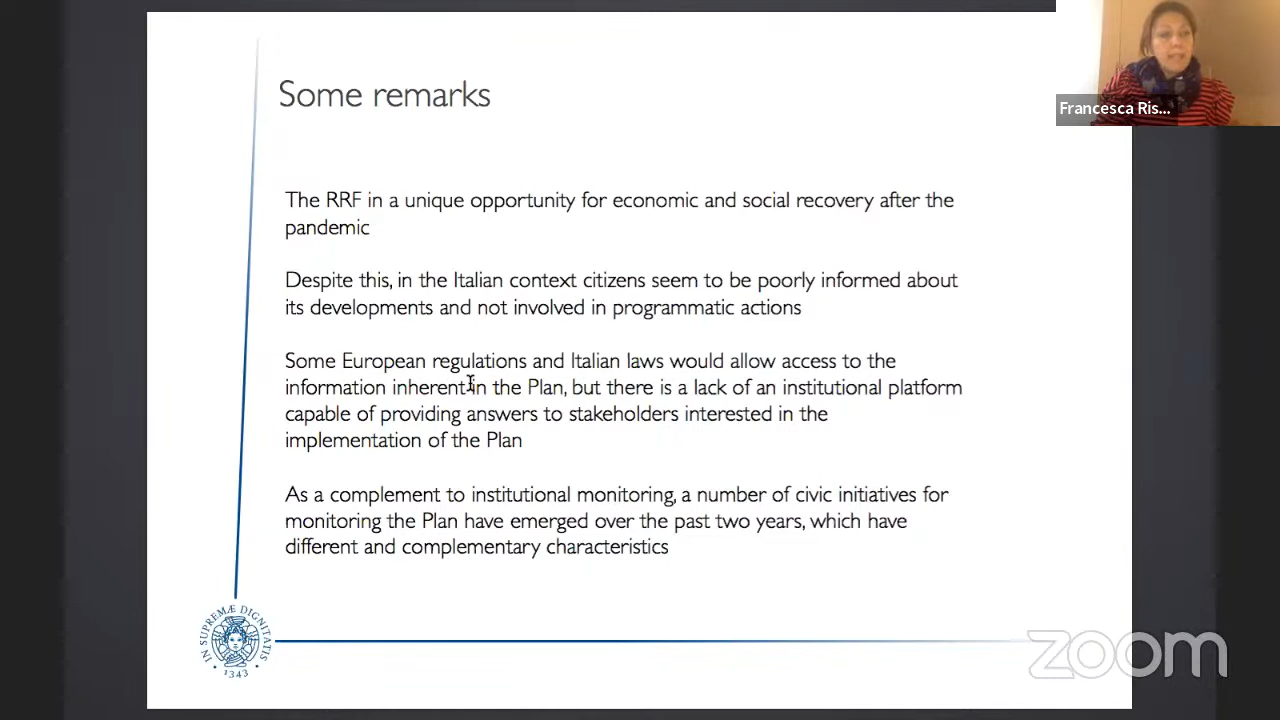 Some remarks
Francesca Ris...
The RRF in a unique opportunity for economic and social recovery after the
pandemic
Despite this, in the Italian context citizens seem to be poorly informed about
its developments and not involved in programmatic actions
Some European regulations and Italian laws would allow access to the
information inherent in the Plan, but there is a lack of an institutional platform
capable of providing answers to stakeholders interested in the
implementation of the Plan
As a complement to institutional monitoring, a number of civic initiatives for
monitoring the Plan have emerged over the past two years, which have
different and complementary characteristics
IN SUPREMÆ DIGNITATIS
1343
zoom